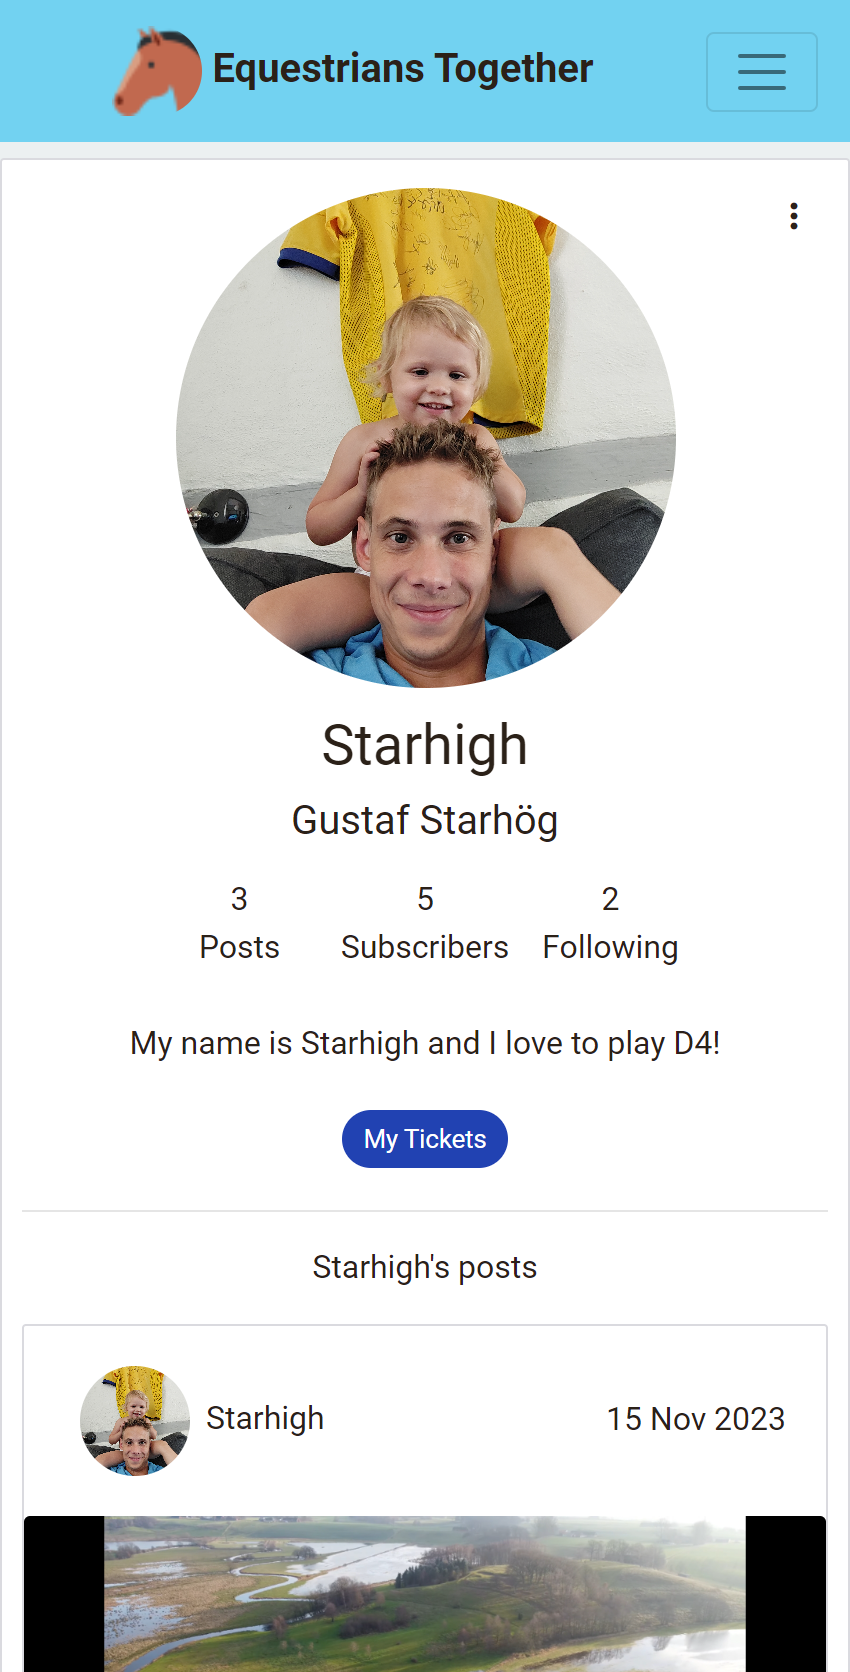 Equestrians Together
Starhigh
Gustaf Starhög
3 5 2
Posts Subscribers Following
My name is Starhigh and I love to play D4!
My Tickets
Starhigh's posts
Starhigh 15 Nov 2023